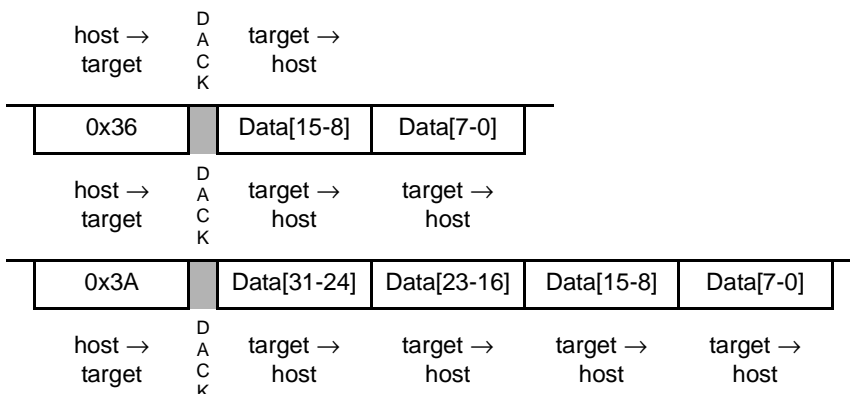 host → target D A C K target → host
0x36 Data[15-8] Data[7-0]
host → target D A C K target → host target → host
0x3A Data[31-24] Data[23-16] Data[15-8] Data[7-0]
host → target D A C K target → host target → host target → host target → host